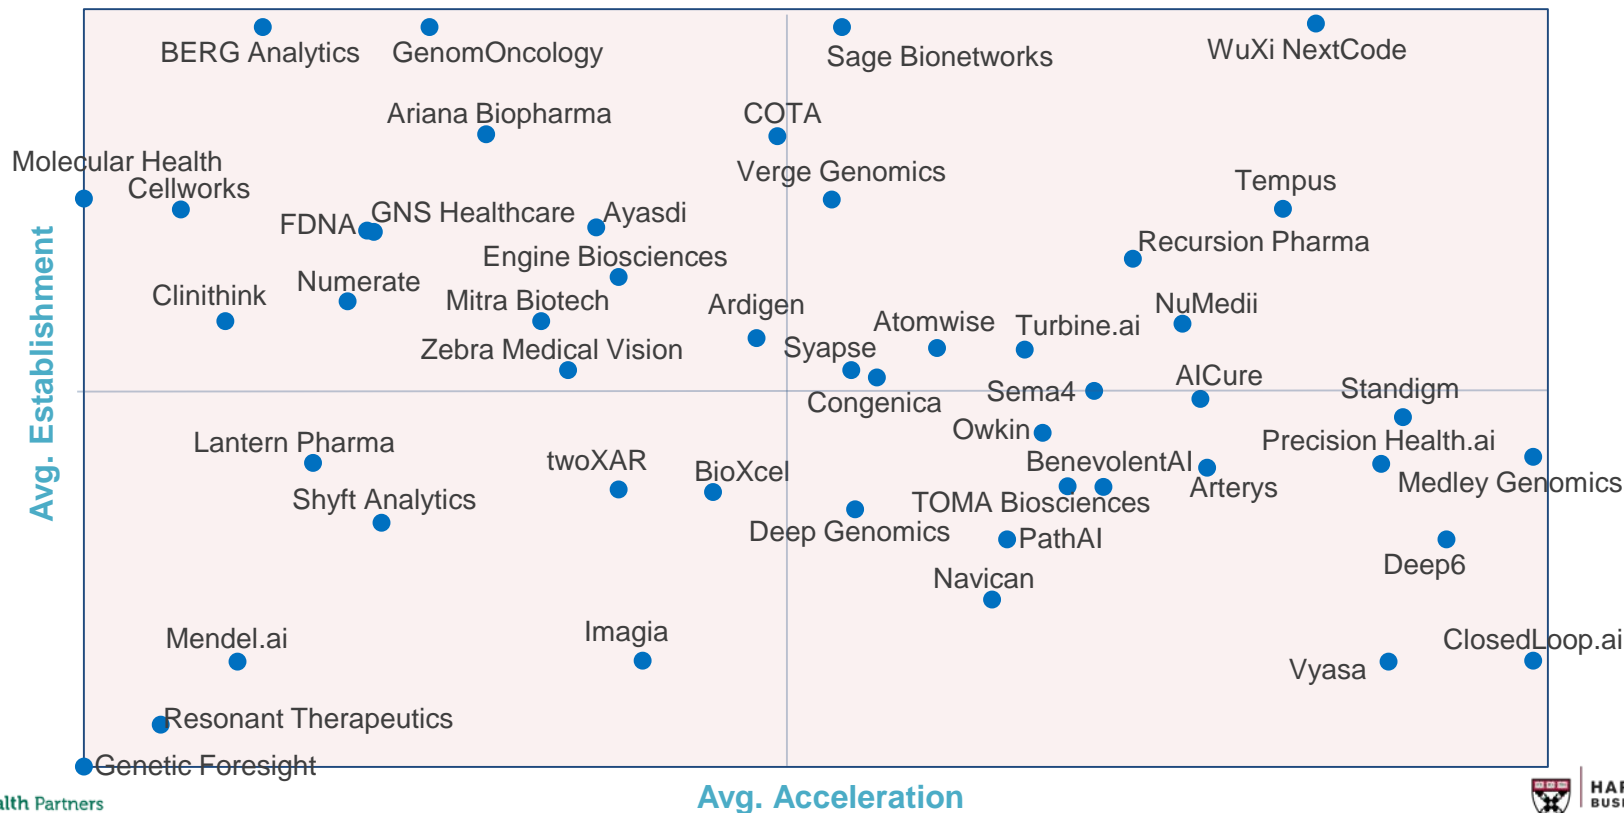 BERG Analytics
GenomOncology
Sage Bionetworks
WuXi NextCode
Ariana Biopharma
COTA
Molecular Health
Verge Genomics
Cellworks
Tempus
FDNA
GNS Healthcare
Ayasdi
Recursion Pharma
Engine Biosciences
Clinithink
Numerate
Mitra Biotech
Ardigen
NuMedii
Atomwise
Turbine.ai
Zebra Medical Vision
Syapse
AICure
Sema4
Standigm
Congenica
Avg. Establishment
Owkin
Lantern Pharma
Precision Health.ai
twoXAR
BioXcel
BenevolentAI
Medley Genomics
Arterys
Shyft Analytics
TOMA Biosciences
Deep Genomics
PathAI
Deep6
Navican
Mendel.ai
Imagia
ClosedLoop.ai
Vyasa
Resonant Therapeutics
Genetic Foresight
Avg. Acceleration
Partners